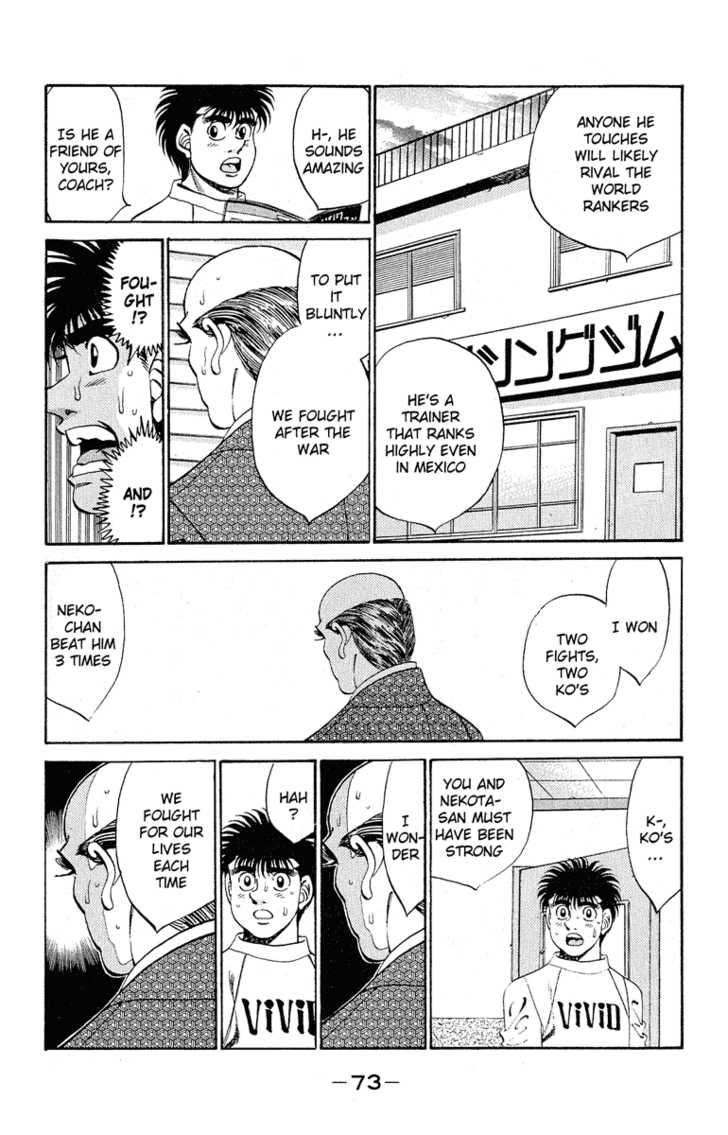 ANYONE HE
TOUCHES
WILL LIKELY
RIVAL THE
WORLD
RANKERS
シングジム
HE'S A
TRAINER
THAT RANKS
HIGHLY EVEN
IN MEXICO
H-, HE
SOUNDS
AMAZING
IS HE A
FRIEND OF
YOURS,
COACH?
TO PUT
IT
BLUNTLY
...
WE FOUGHT
AFTER THE
WAR
FOU-
GHT
!?
AND
!?
I WON
TWO
FIGHTS,
TWO
KO'S
NEKO-
CHAN
BEAT HIM
3 TIMES
K-,
KO'S
...
YOU AND
NEKOTA-
SAN MUST
HAVE BEEN
STRONG
ViViD
I
WON-
DER
HAH
?
ViViD
WE
FOUGHT
FOR OUR
LIVES
EACH
TIME
—73—